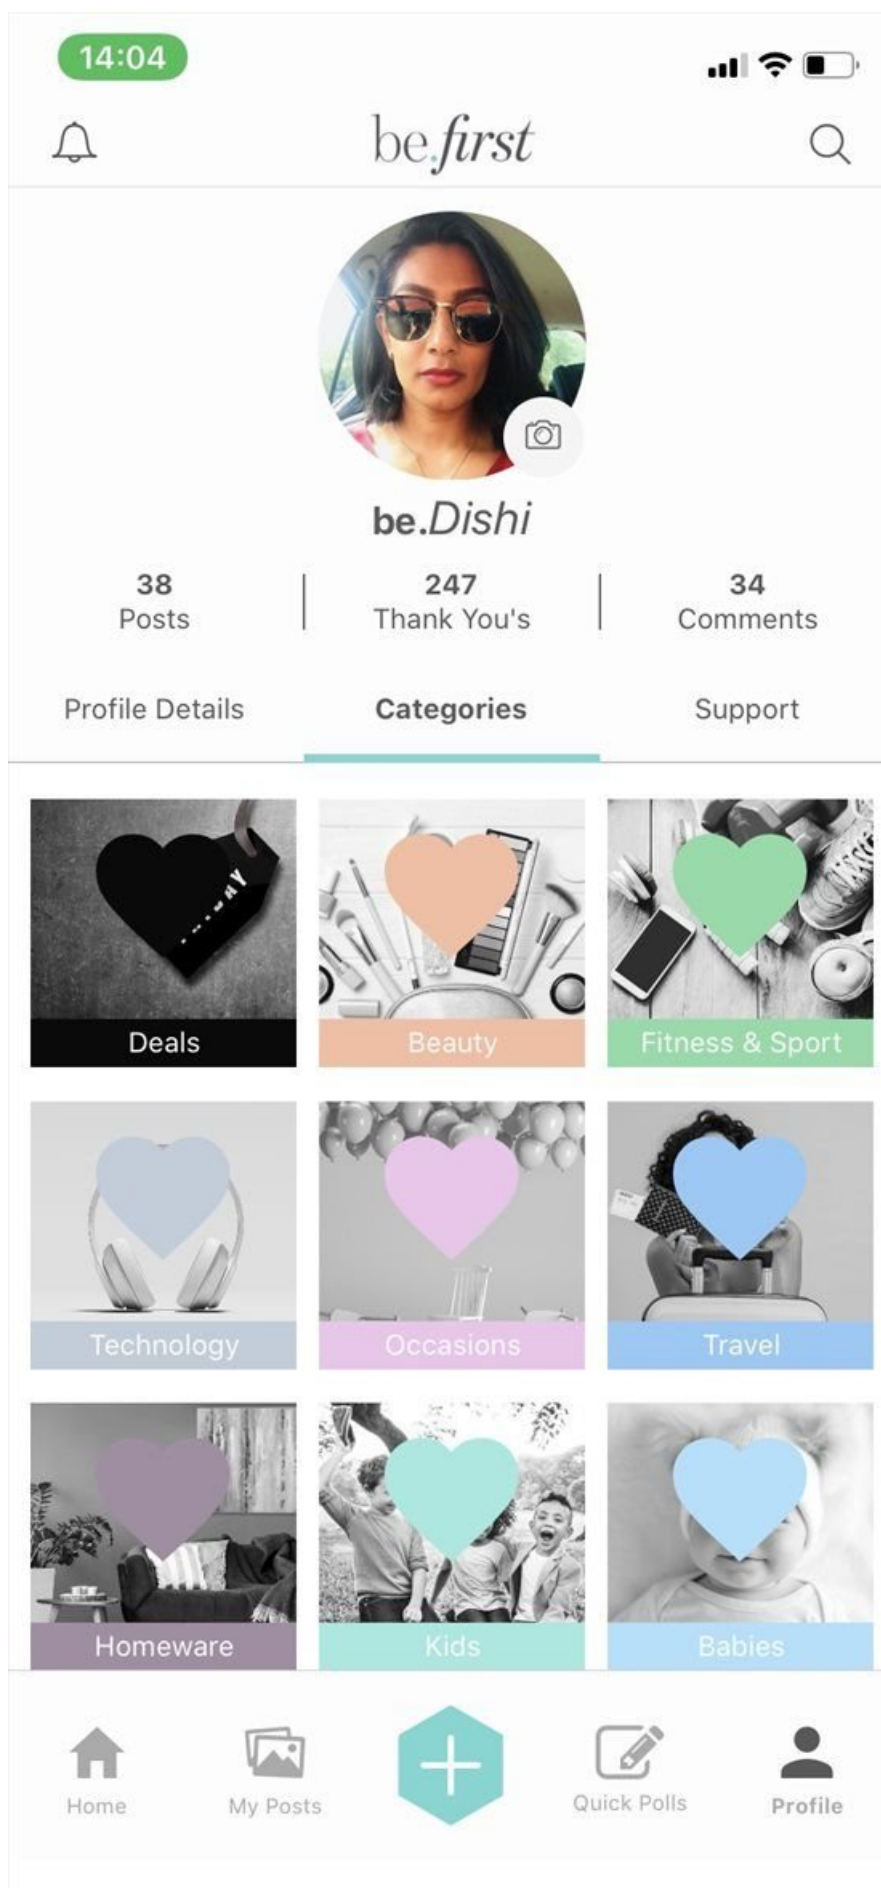 14:04
be.first
be.Dishi
38 247 34
Posts Thank You's Comments
Profile Details Categories Support
Deals Beauty Fitness & Sport
Technology Occasions Travel
Homeware Kids Babies
Home My Posts Quick Polls Profile